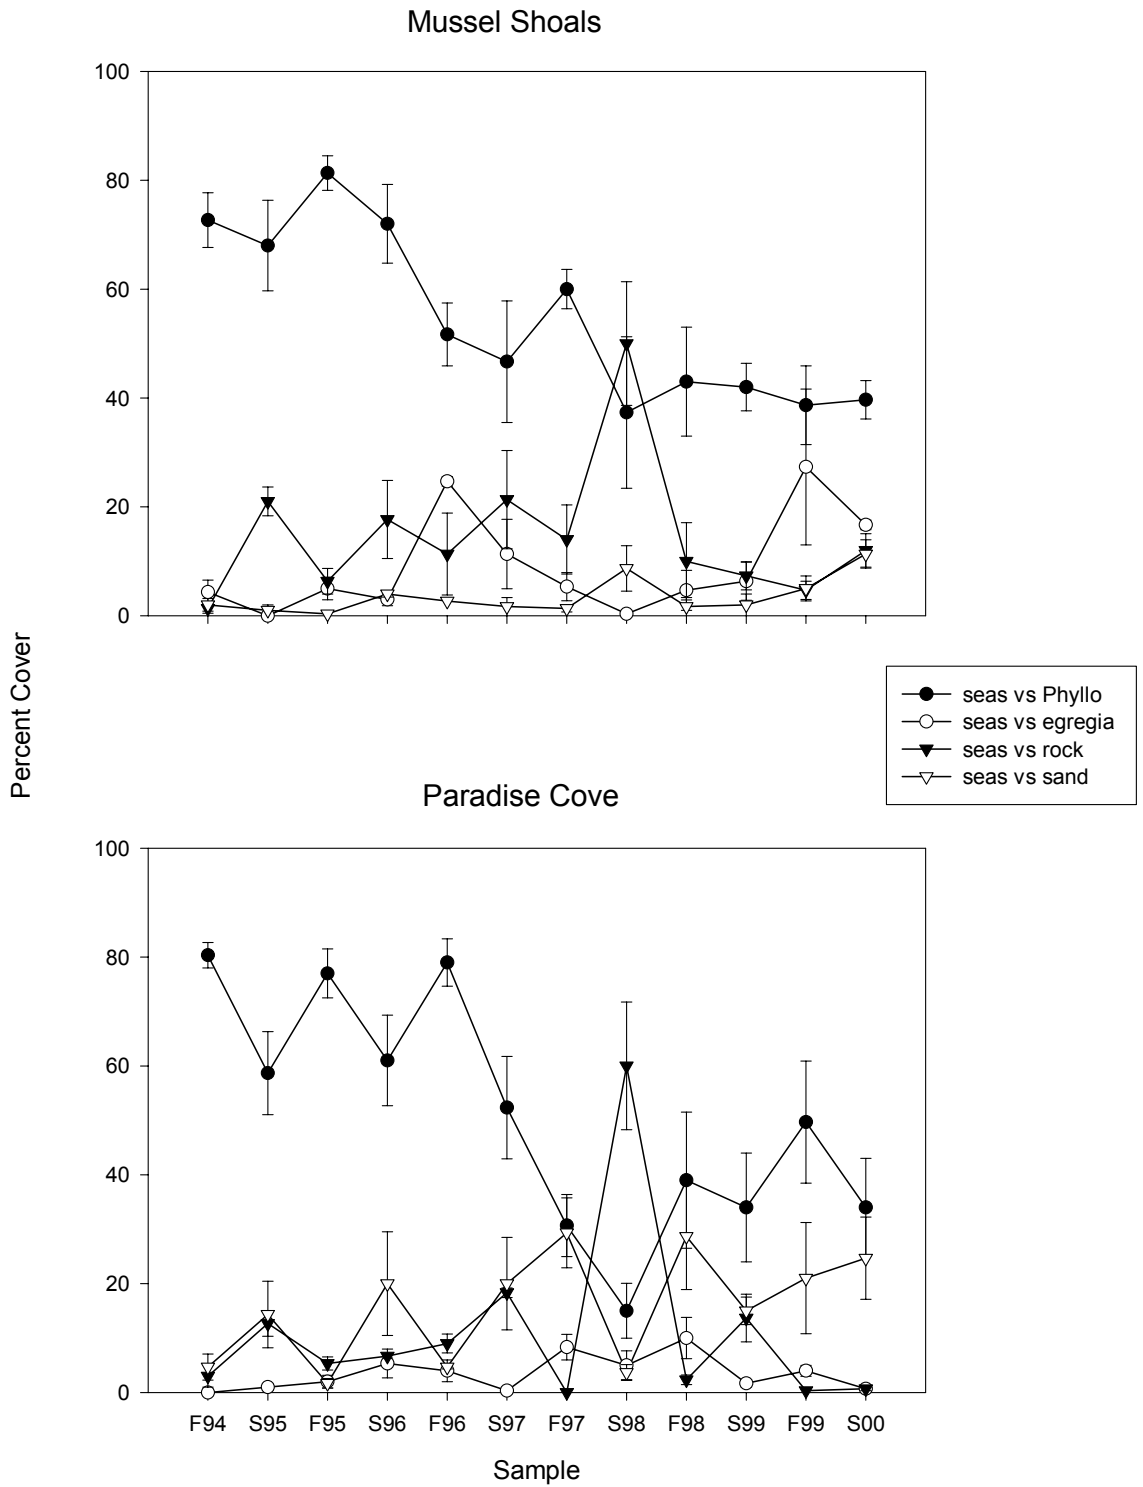 Mussel Shoals
100
80
60
40
20
0
Percent Cover
seas vs Phyllo
seas vs egregia
seas vs rock
seas vs sand
Paradise Cove
100
80
60
40
20
0
F94 S95 F95 S96 F96 S97 F97 S98 F98 S99 F99 S00
Sample